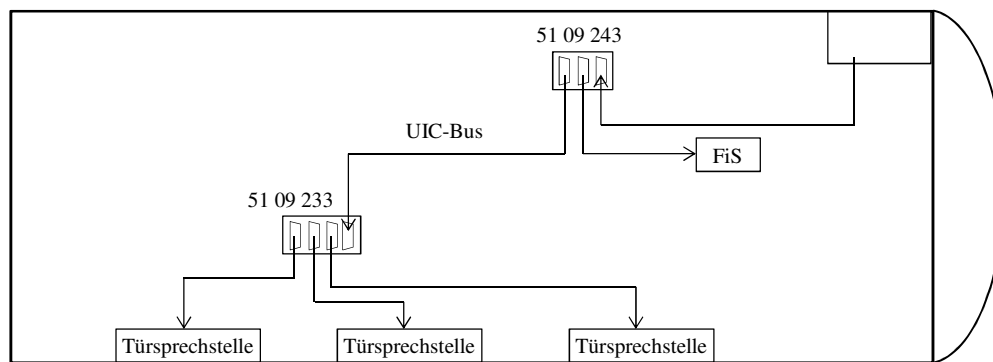 51 09 243
UIC-Bus
FiS
51 09 233
Türsprechstelle
Türsprechstelle
Türsprechstelle